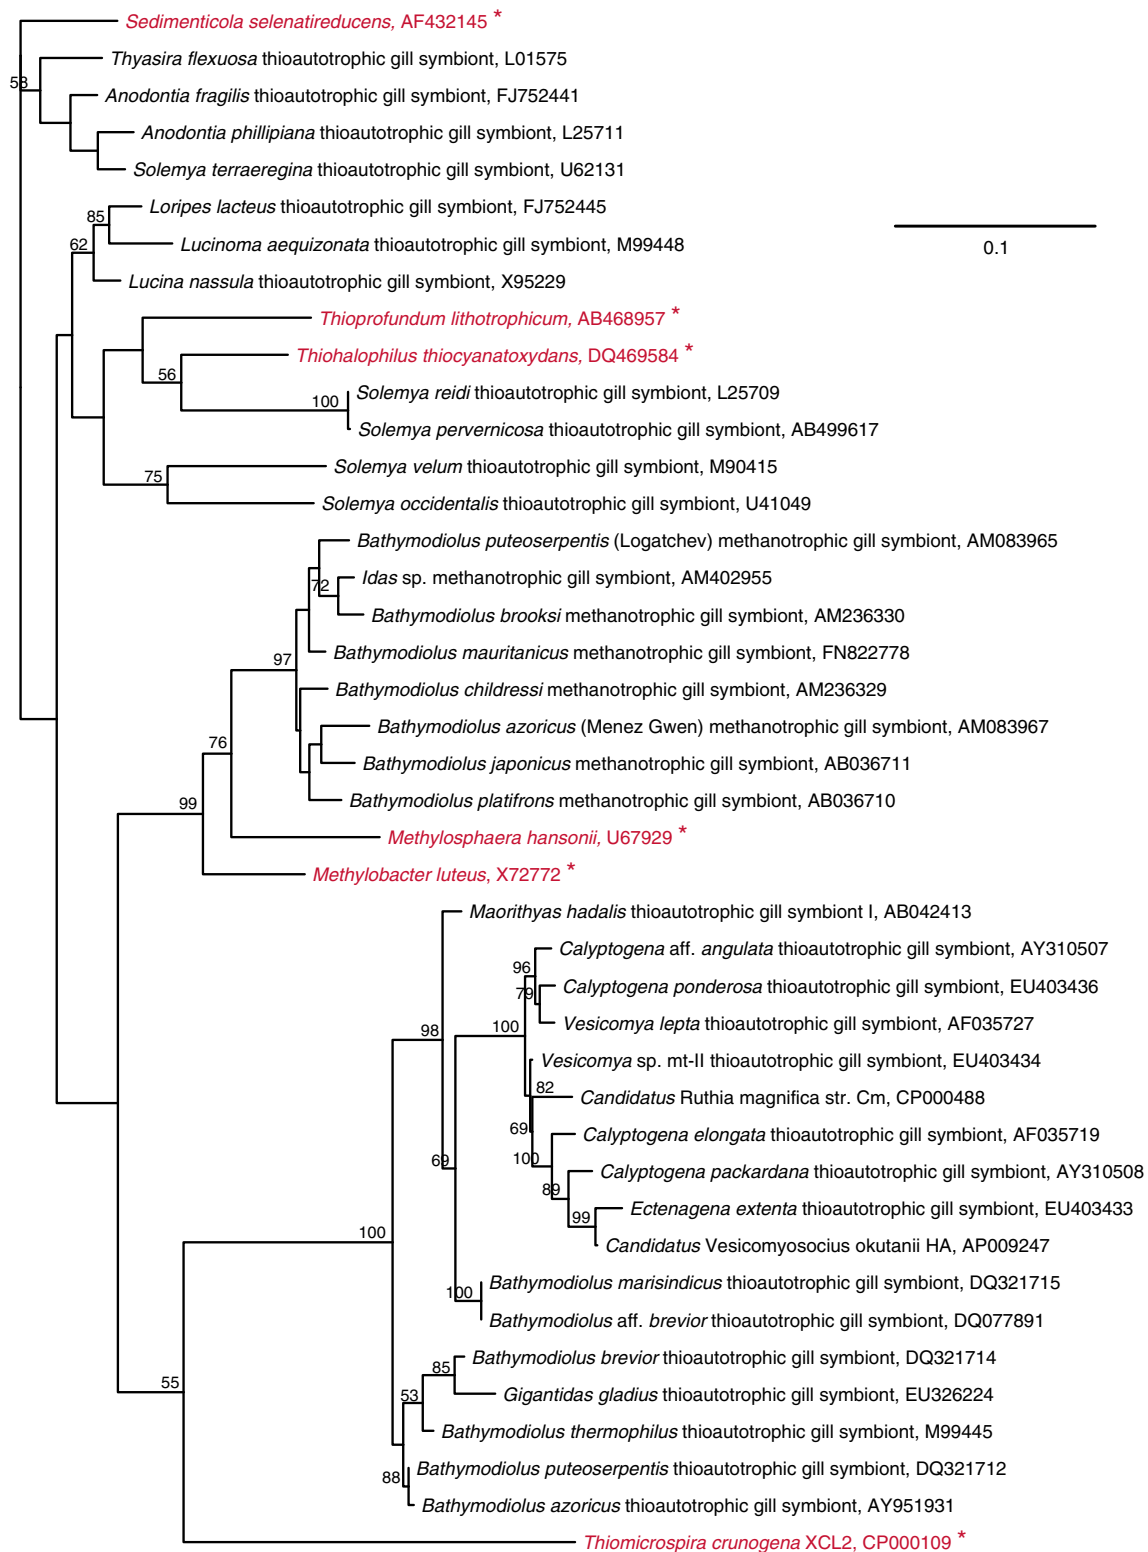 Sedimenticola selenatireducens, AF432145 *
Thyasira flexuosa thioautotrophic gill symbiont, L01575
58
Anodontia fragilis thioautotrophic gill symbiont, FJ752441
Anodontia phillipiana thioautotrophic gill symbiont, L25711
Solemya terraeregina thioautotrophic gill symbiont, U62131
Loripes lacteus thioautotrophic gill symbiont, FJ752445
85
Lucinoma aequizonata thioautotrophic gill symbiont, M99448
62
0.1
Lucina nassula thioautotrophic gill symbiont, X95229
Thioprofundum lithotrophicum, AB468957 *
Thiohalophilus thiocyanatoxydans, DQ469584 *
56
Solemya reidi thioautotrophic gill symbiont, L25709
100
Solemya pervernicosa thioautotrophic gill symbiont, AB499617
Solemya velum thioautotrophic gill symbiont, M90415
75
Solemya occidentalis thioautotrophic gill symbiont, U41049
Bathymodiolus puteoserpentis (Logatchev) methanotrophic gill symbiont, AM083965
Idas sp. methanotrophic gill symbiont, AM402955
72
Bathymodiolus brooksi methanotrophic gill symbiont, AM236330
Bathymodiolus mauritanicus methanotrophic gill symbiont, FN822778
97
Bathymodiolus childressi methanotrophic gill symbiont, AM236329
Bathymodiolus azoricus (Menez Gwen) methanotrophic gill symbiont, AM083967
76
Bathymodiolus japonicus methanotrophic gill symbiont, AB036711
Bathymodiolus platifrons methanotrophic gill symbiont, AB036710
99
Methylosphaera hansonii, U67929 *
Methylobacter luteus, X72772 *
Maorithyas hadalis thioautotrophic gill symbiont I, AB042413
Calyptogena aff. angulata thioautotrophic gill symbiont, AY310507
96
Calyptogena ponderosa thioautotrophic gill symbiont, EU403436
79
Vesicomya lepta thioautotrophic gill symbiont, AF035727
100
98
Vesicomya sp. mt-II thioautotrophic gill symbiont, EU403434
82
Candidatus Ruthia magnifica str. Cm, CP000488
69
Calyptogena elongata thioautotrophic gill symbiont, AF035719
100
69
Calyptogena packardana thioautotrophic gill symbiont, AY310508
89
Ectenagena extenta thioautotrophic gill symbiont, EU403433
99
100
Candidatus Vesicomyosocius okutanii HA, AP009247
Bathymodiolus marisindicus thioautotrophic gill symbiont, DQ321715
100
Bathymodiolus aff. brevior thioautotrophic gill symbiont, DQ077891
Bathymodiolus brevior thioautotrophic gill symbiont, DQ321714
85
55
Gigantidas gladius thioautotrophic gill symbiont, EU326224
53
Bathymodiolus thermophilus thioautotrophic gill symbiont, M99445
Bathymodiolus puteoserpentis thioautotrophic gill symbiont, DQ321712
88
Bathymodiolus azoricus thioautotrophic gill symbiont, AY951931
Thiomicrospira crunogena XCL2, CP000109 *